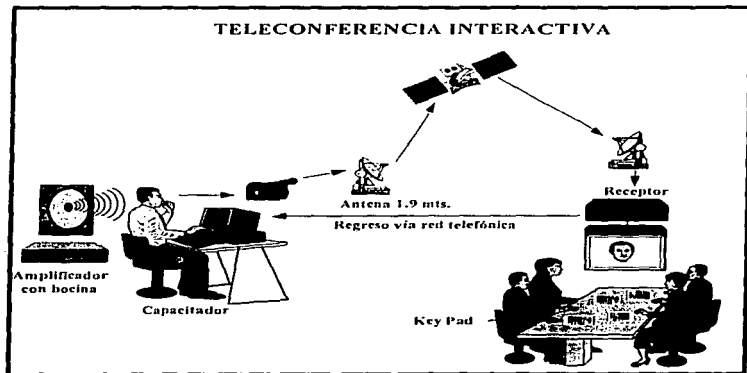 TELECONFERENCIA INTERACTIVA
Antena 1.9 mts.
Receptor
Regreso vía red telefónica
Amplificador
con bocina
Capacitador
Key Pad